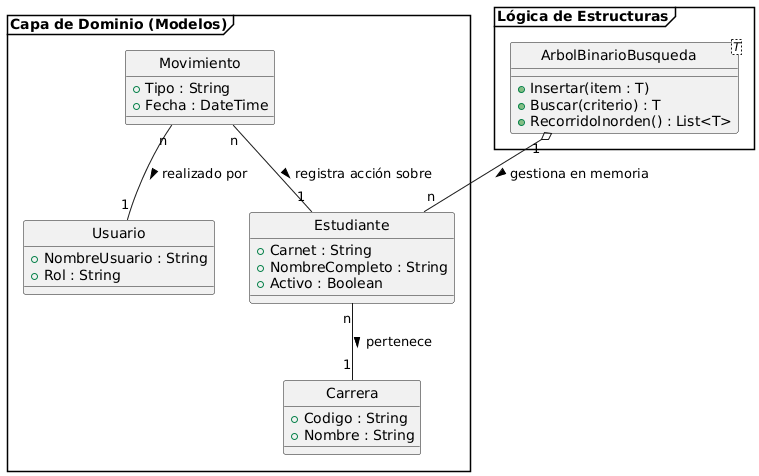 Capa de Dominio (Modelos)
Movimiento
Tipo : String
Fecha : DateTime
n
n
realizado por
registra acción sobre
1
1
Usuario
NombreUsuario : String
Rol : String
Estudiante
Carnet : String
NombreCompleto : String
Activo : Boolean
n
pertenece
1
Carrera
Codigo : String
Nombre : String
Lógica de Estructuras
ArbolBinarioBusqueda
T
Insertar(item : T)
Buscar(criterio) : T
RecorridoInorden() : List<T>
1
gestiona en memoria
n